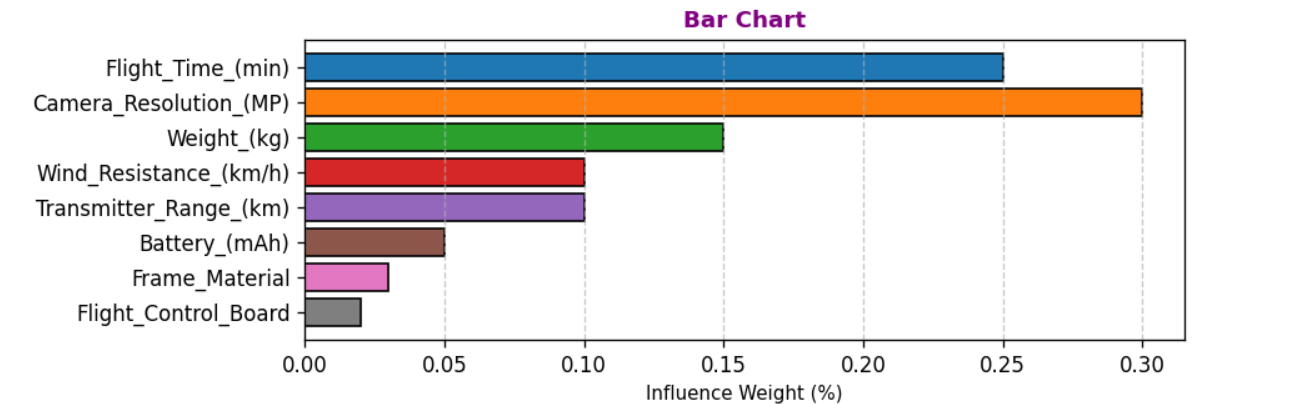 Bar Chart
Flight_Time_(min)
Camera_Resolution_(MP)
Weight_(kg)
Wind_Resistance_(km/h)
Transmitter_Range_(km)
Battery_(mAh)
Frame_Material
Flight_Control_Board
0.00 0.05 0.10 0.15 0.20 0.25 0.30
Influence Weight (%)